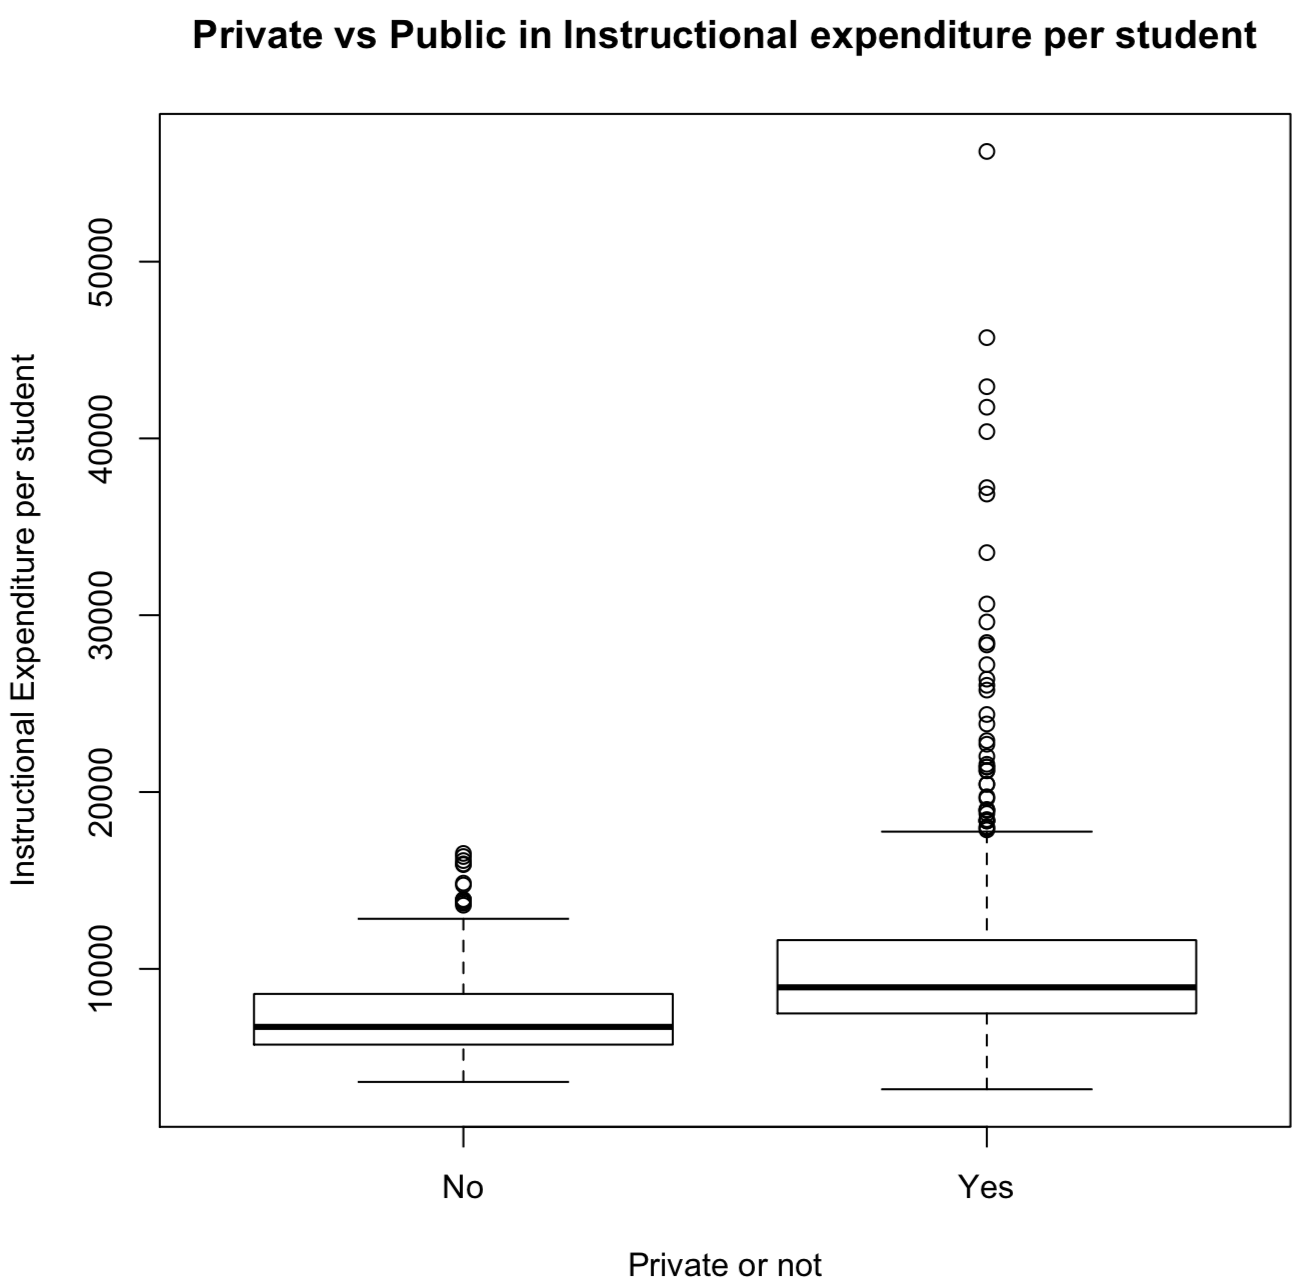 Private vs Public in Instructional expenditure per student
Instructional Expenditure per student
50000
40000
30000
20000
10000
No
Yes
Private or not